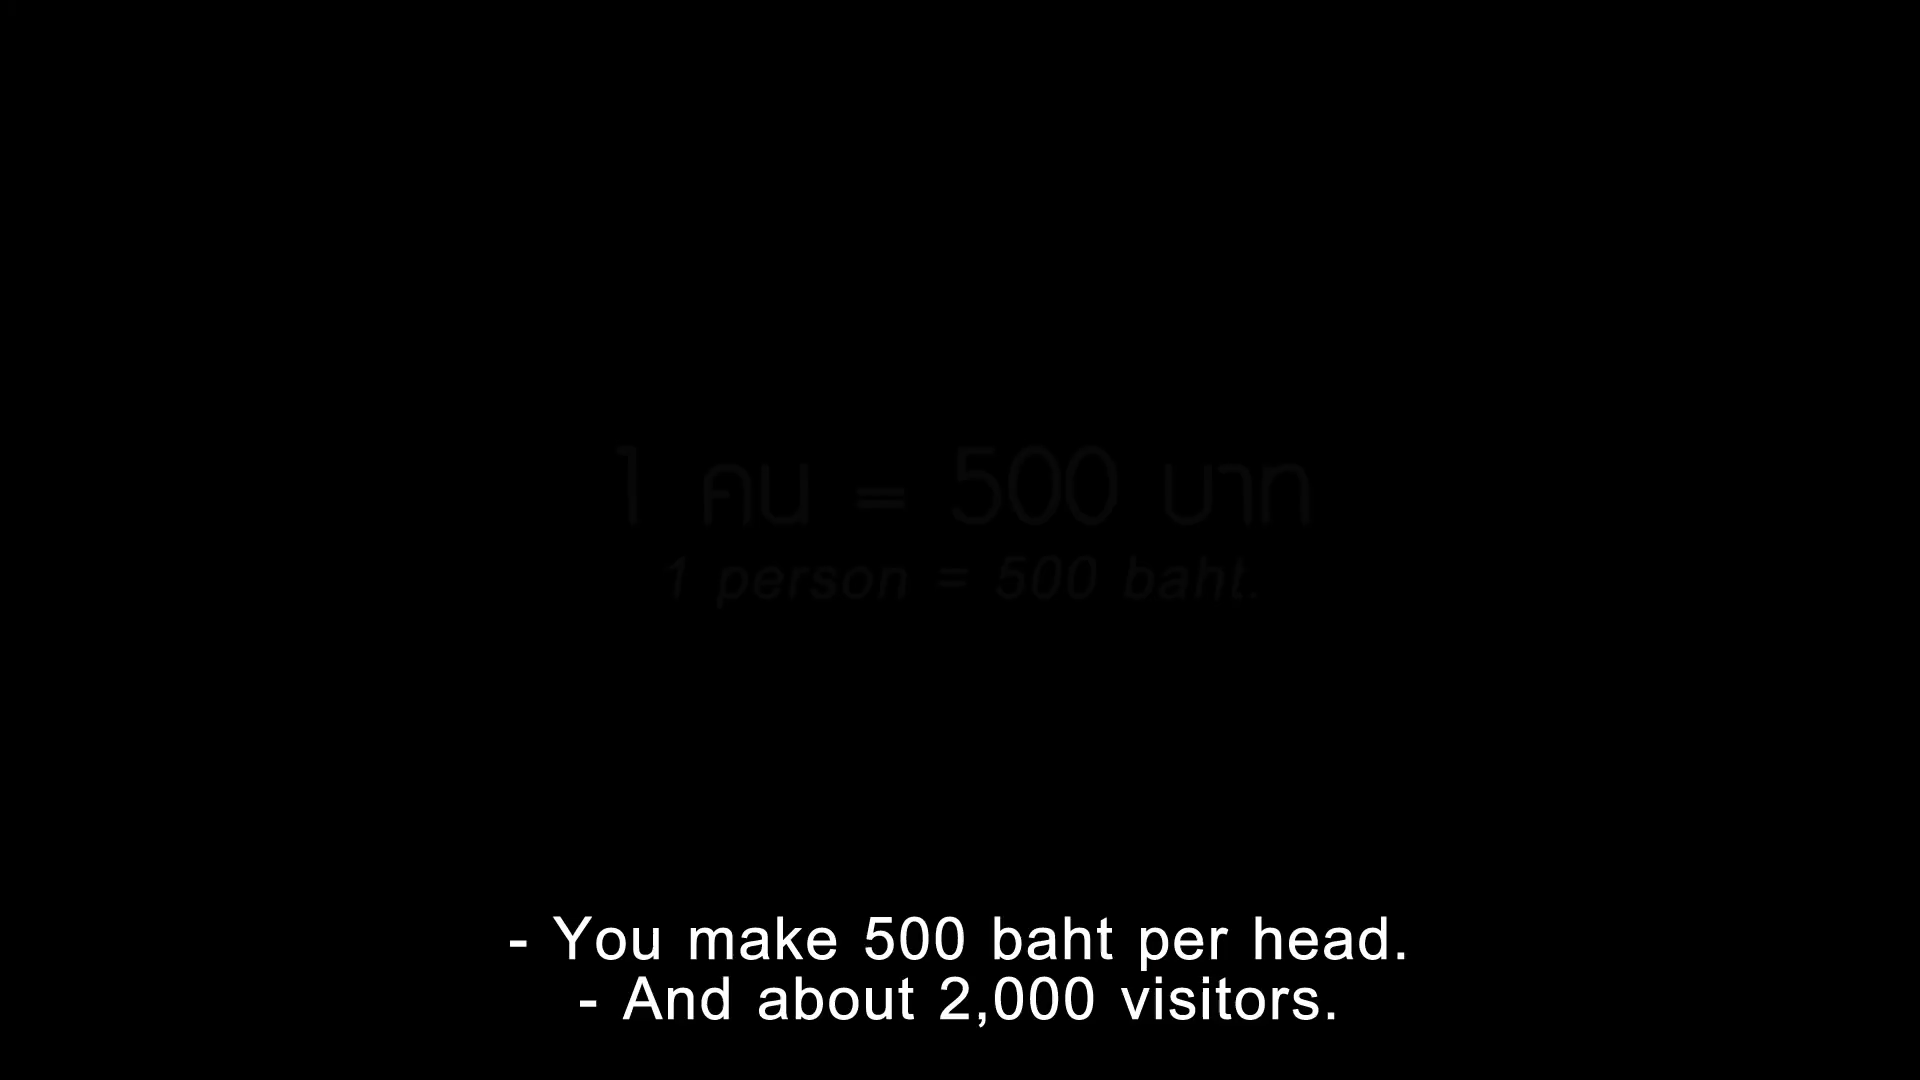 1 คน = 500 บาท
1 person = 500 baht.
- You make 500 baht per head.
- And about 2,000 visitors.